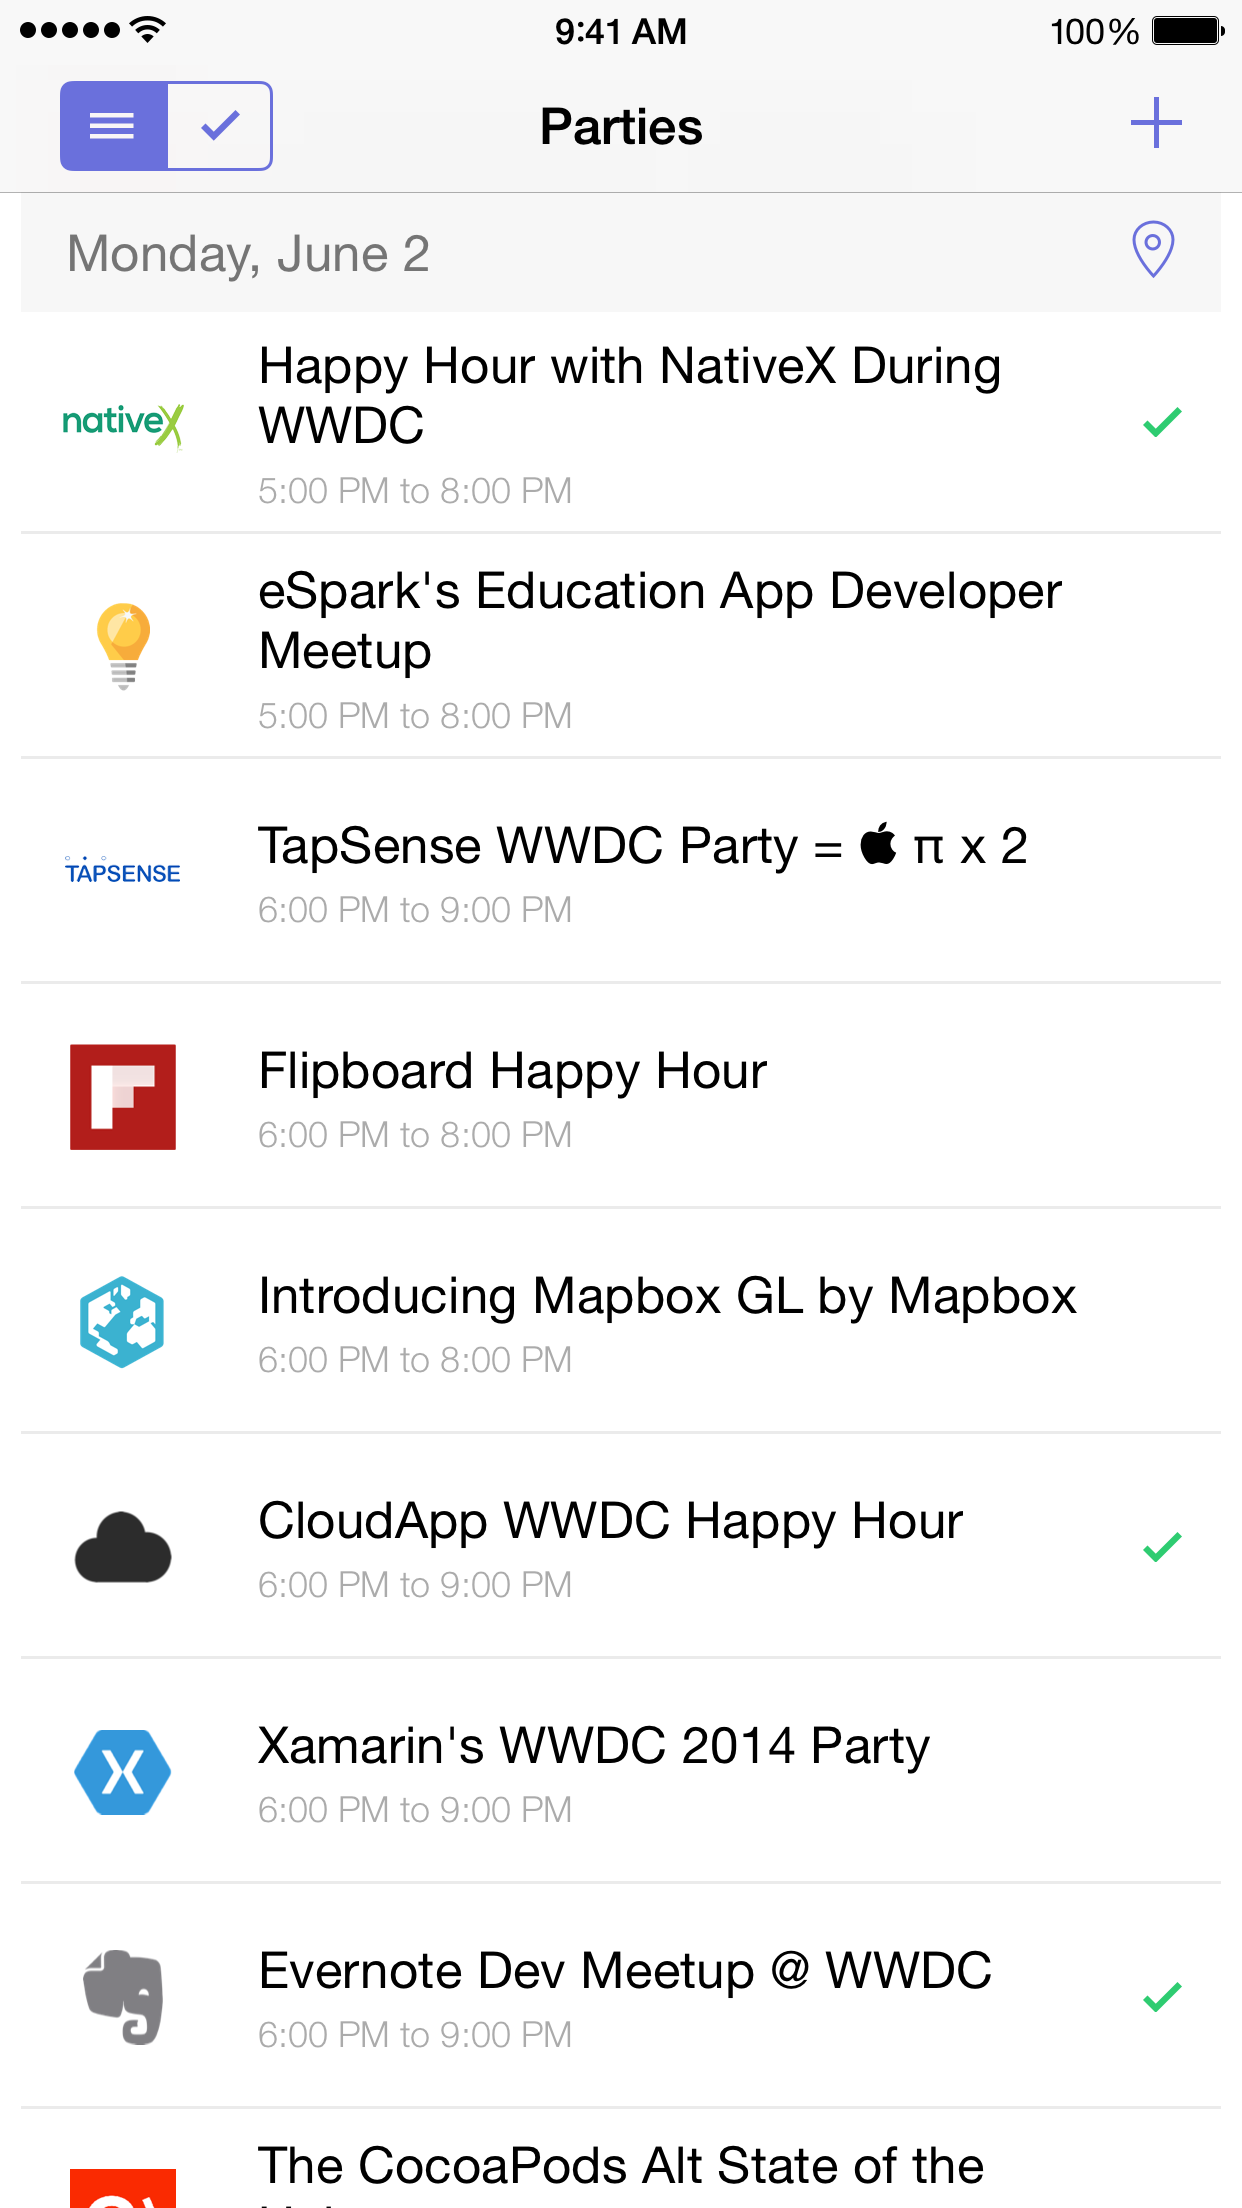 9:41 AM
100%
Parties
Monday, June 2
nativeX
Happy Hour with NativeX During
WWDC
5:00 PM to 8:00 PM
eSpark's Education App Developer
Meetup
5:00 PM to 8:00 PM
TAPSENSE
TapSense WWDC Party =  π x 2
6:00 PM to 9:00 PM
Flipboard Happy Hour
6:00 PM to 8:00 PM
Introducing Mapbox GL by Mapbox
6:00 PM to 8:00 PM
CloudApp WWDC Happy Hour
6:00 PM to 9:00 PM
X
Xamarin's WWDC 2014 Party
6:00 PM to 9:00 PM
Evernote Dev Meetup @ WWDC
6:00 PM to 9:00 PM
The CocoaPods Alt State of the